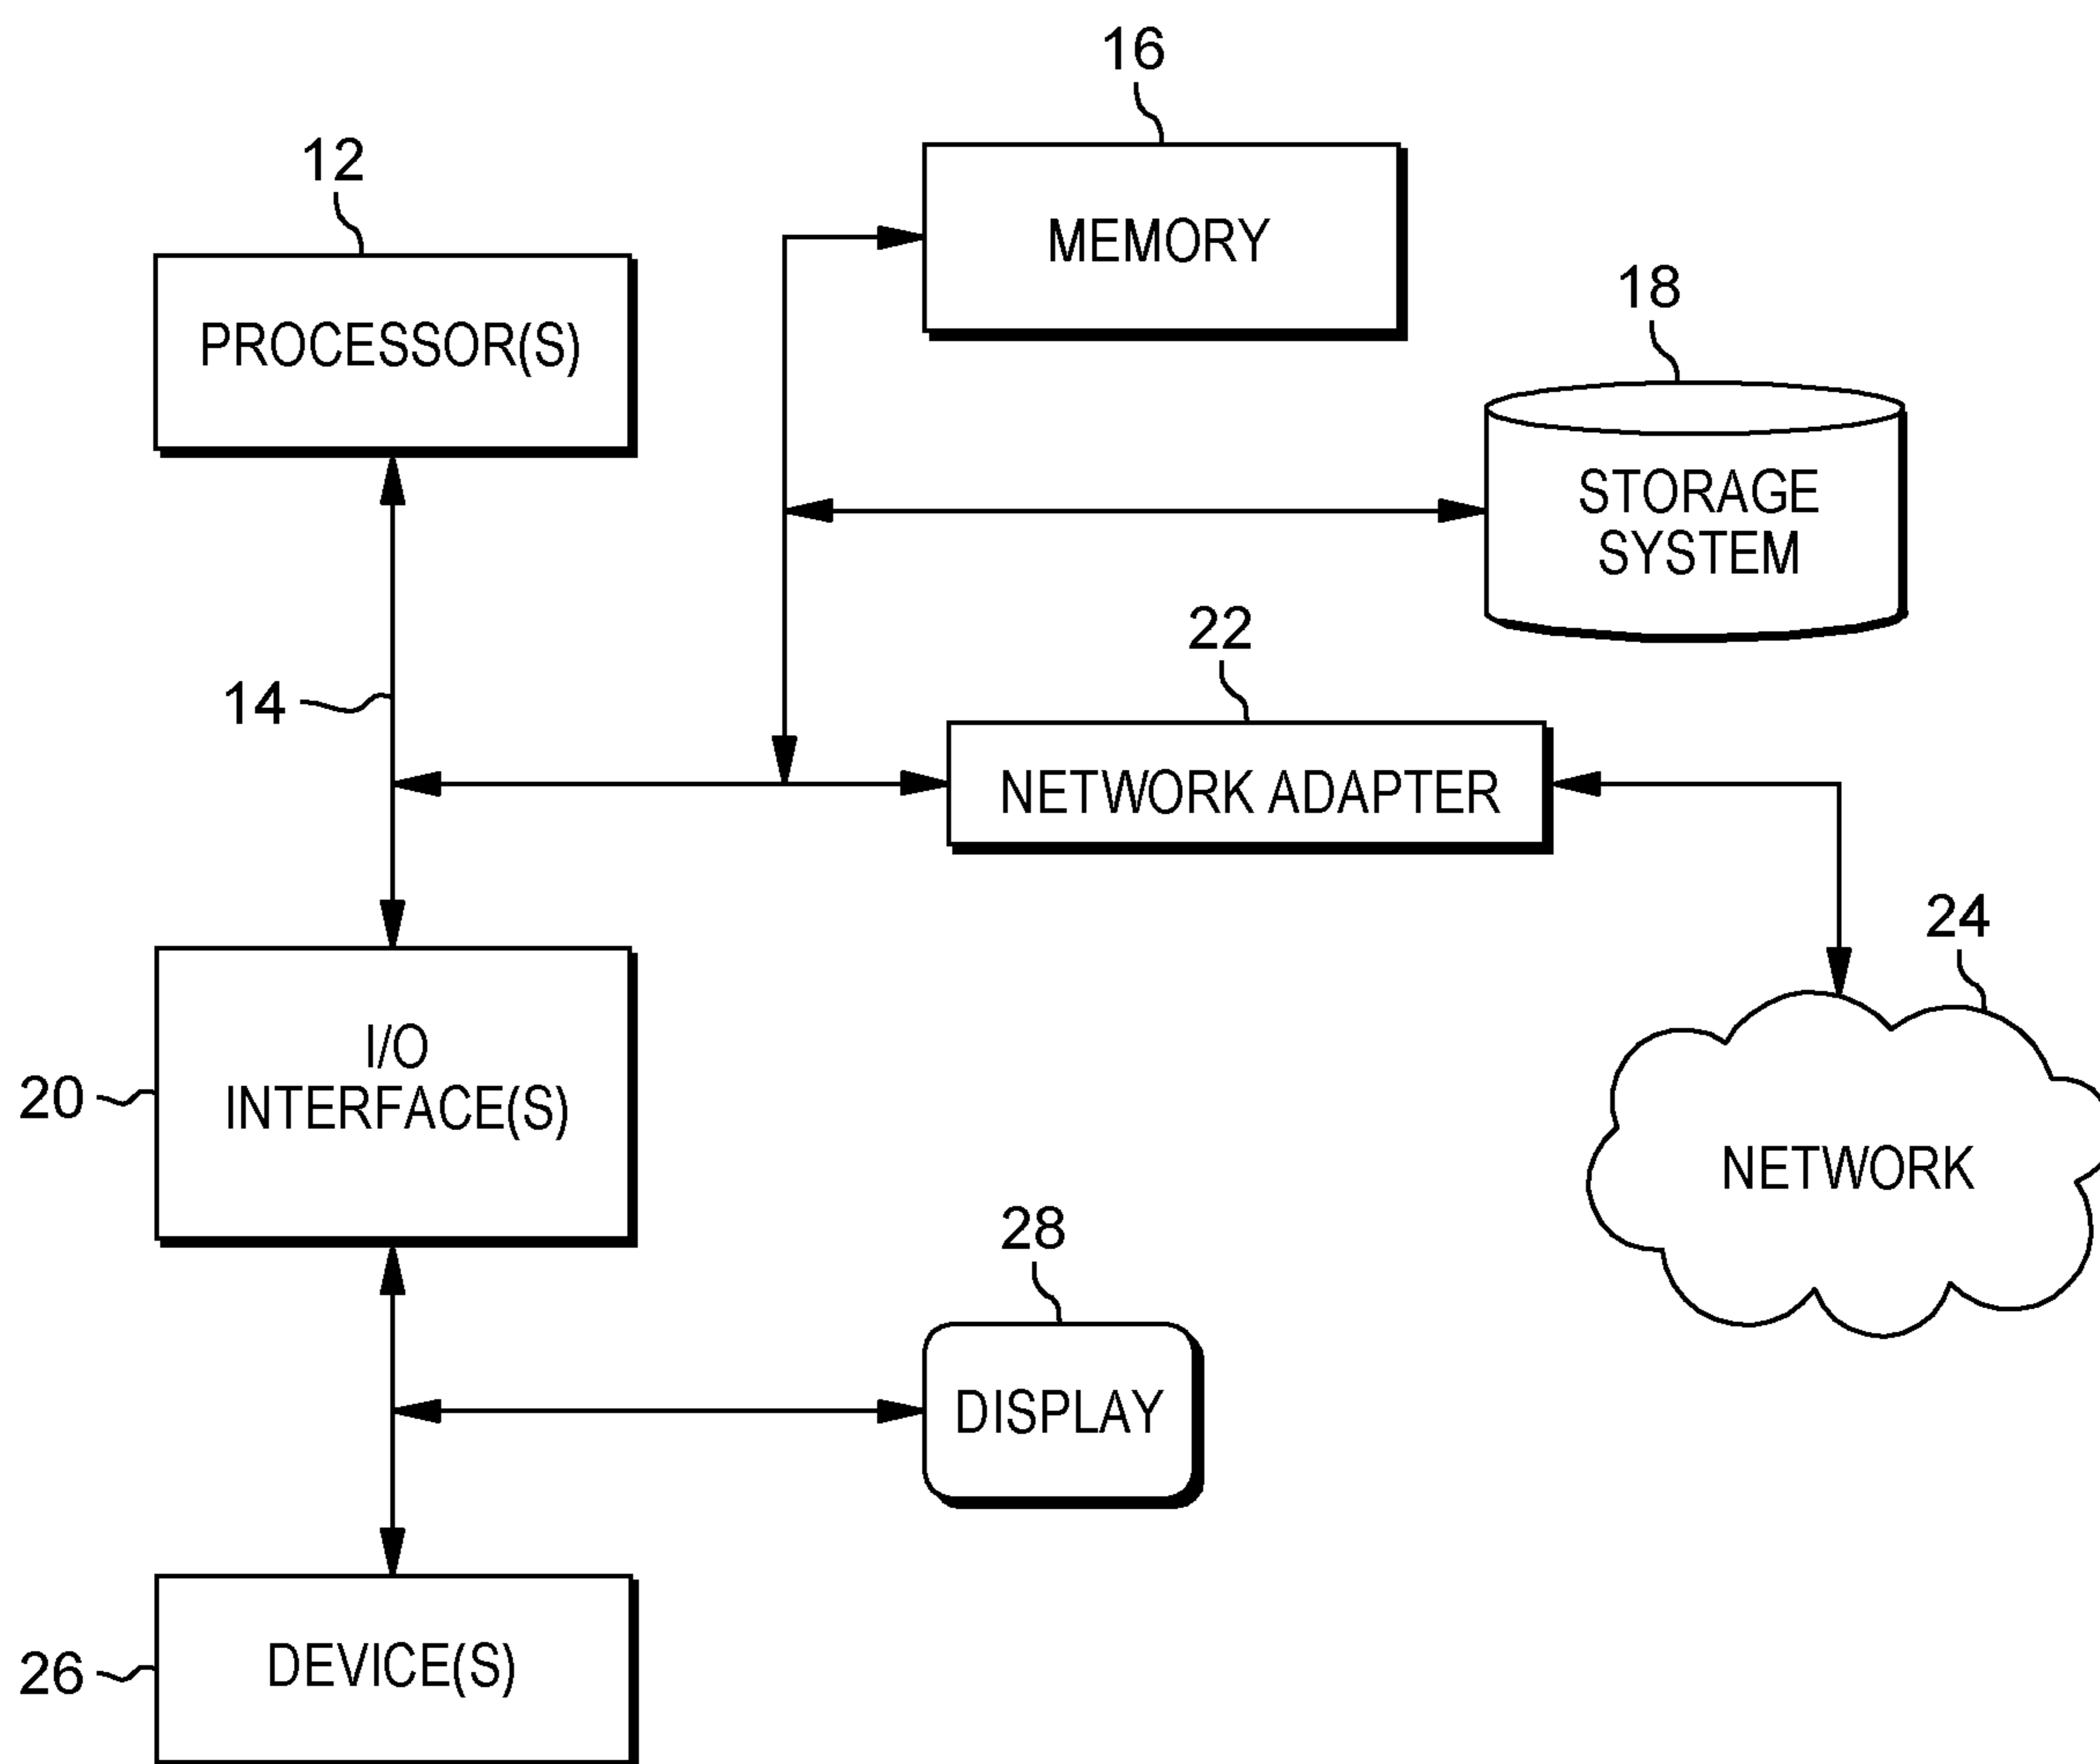 16
12
MEMORY
18
PROCESSOR(S)
STORAGE
SYSTEM
22
14
NETWORK ADAPTER
24
I/O
20
INTERFACE(S)
NETWORK
28
DISPLAY
26
DEVICE(S)